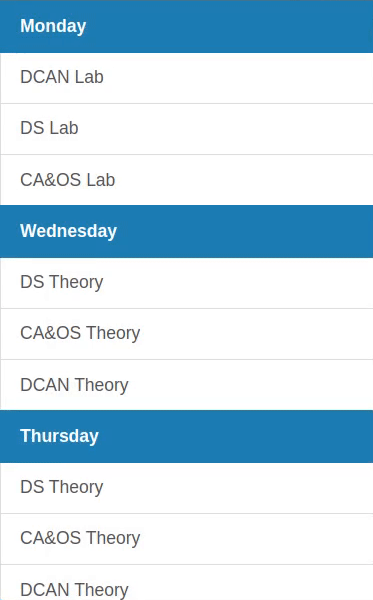 Monday
DCAN Lab
DS Lab
CA&OS Lab
Wednesday
DS Theory
CA&OS Theory
DCAN Theory
Thursday
DS Theory
CA&OS Theory
DCAN Theory